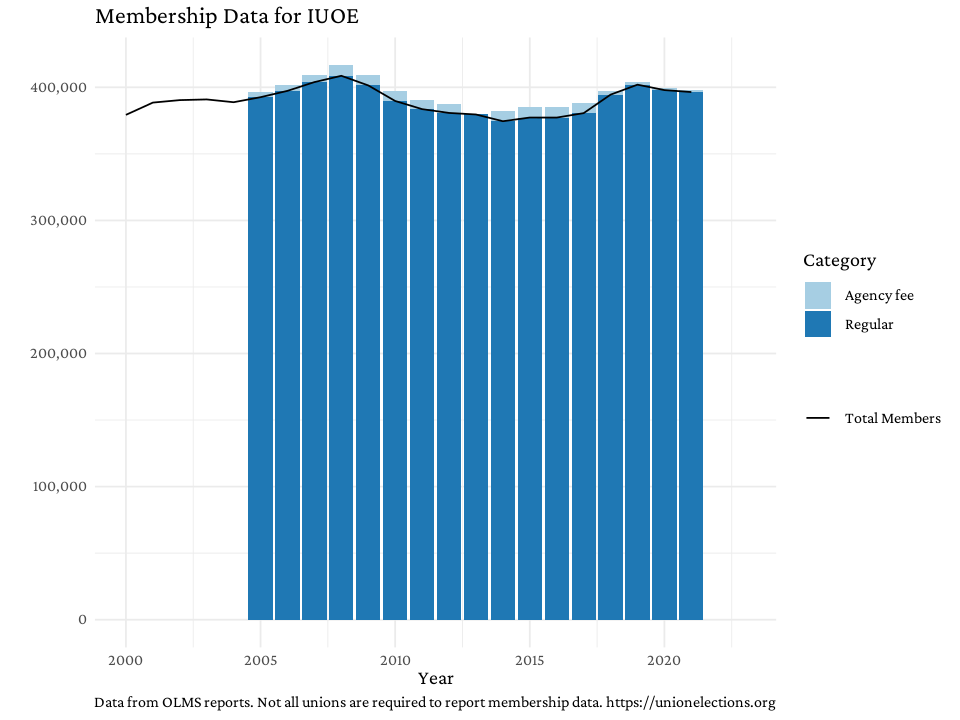 Membership Data for IUOE
400,000
300,000
200,000
100,000
0
2000 2005 2010 2015 2020
Year
Category
Agency fee
Regular
Total Members
Data from OLMS reports. Not all unions are required to report membership data. https://unionelections.org